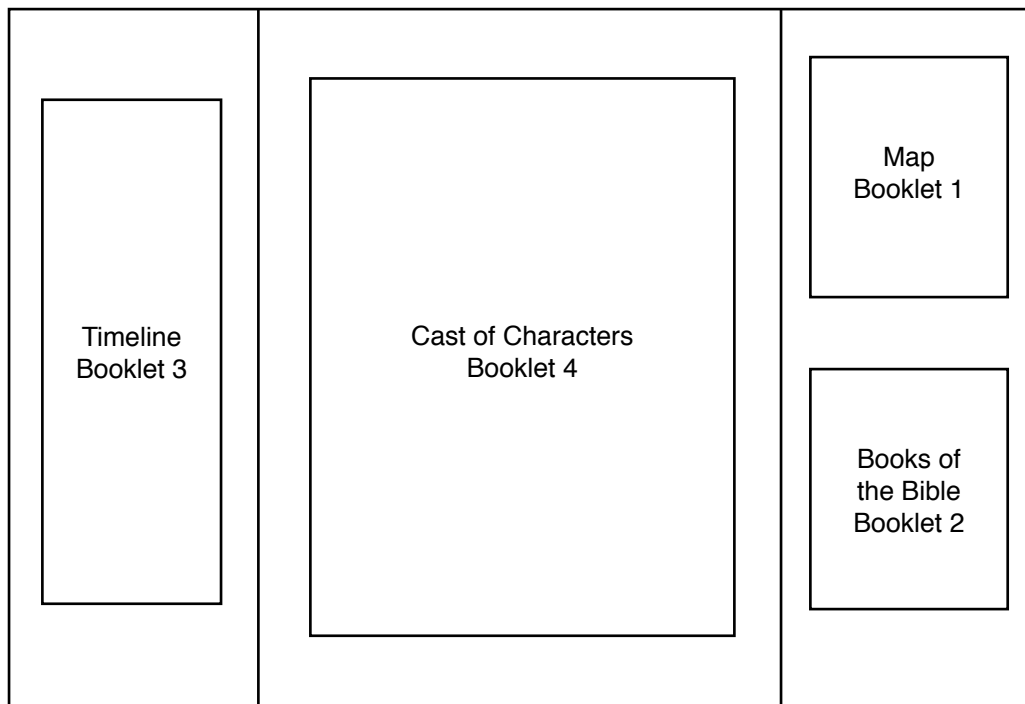 Timeline
Booklet 3
Cast of Characters
Booklet 4
Map
Booklet 1
Books of
the Bible
Booklet 2